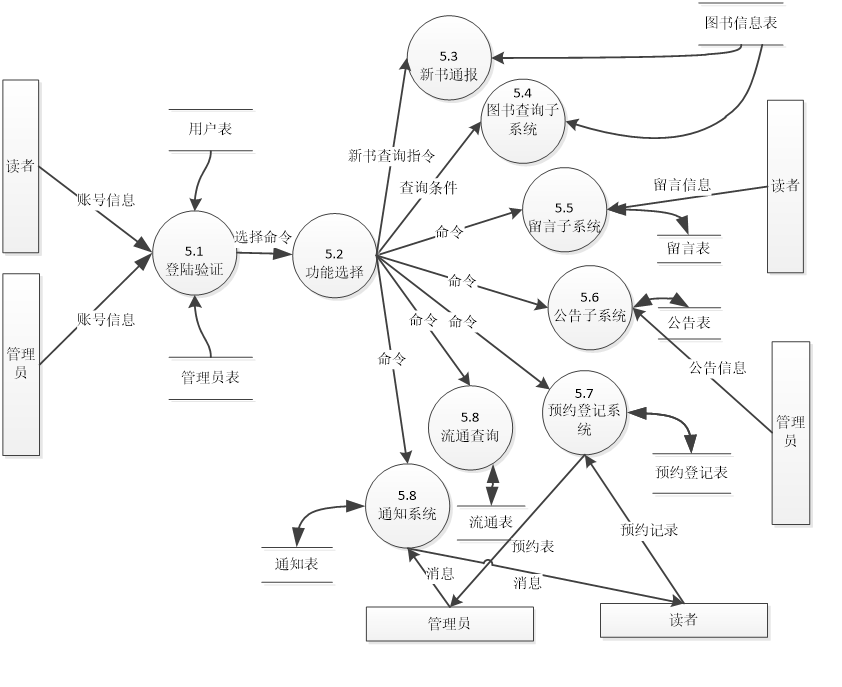 图书信息表
5.3
新书通报
5.4
图书查询子
系统
用户表
读者
新书查询指令
账号信息
查询条件
留言信息
读者
5.5
留言子系统
命令
选择命令
5.1
登陆验证
5.2
功能选择
留言表
命令
5.6
公告子系统
账号信息
命令
命令
公告表
管理
员
命令
管理员表
公告信息
5.7
预约登记系
统
5.8
流通查询
管理
员
预约登记表
5.8
通知系统
流通表
预约记录
预约表
通知表
消息
消息
管理员
读者